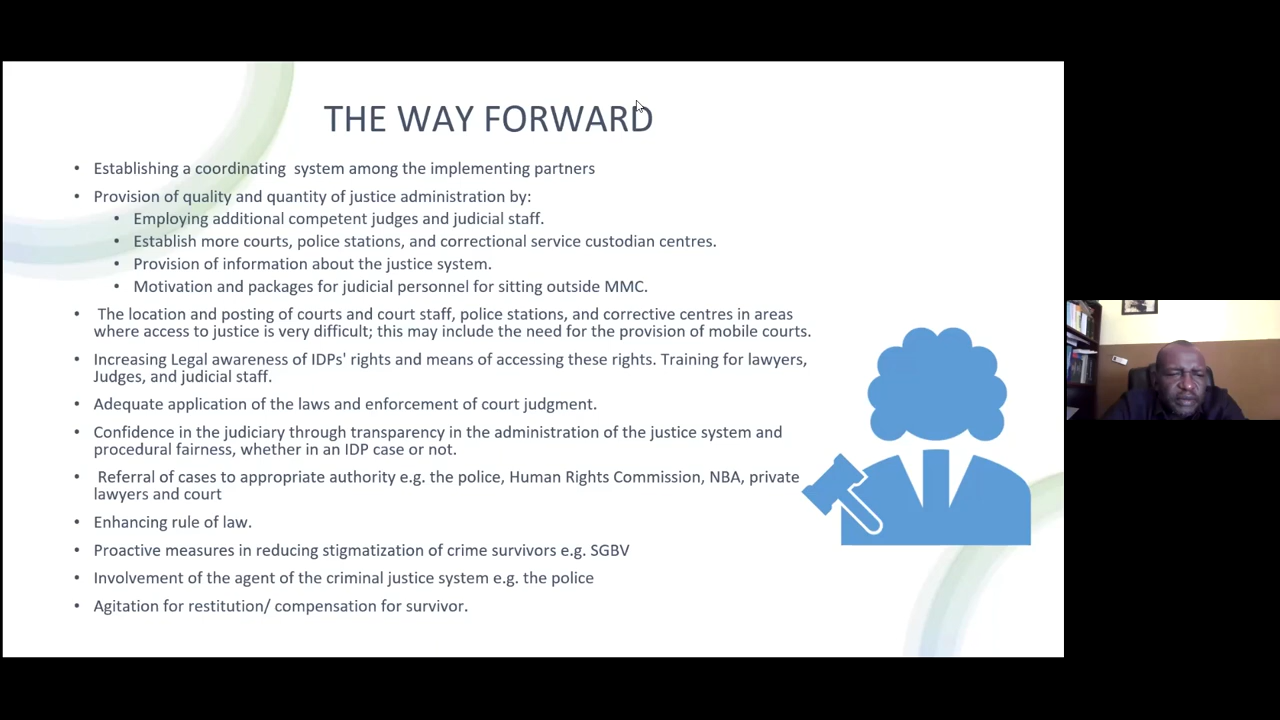 THE WAY FORWARD
• Establishing a coordinating  system among the implementing partners
• Provision of quality and quantity of justice administration by:
• Employing additional competent judges and judicial staff.
• Establish more courts, police stations, and correctional service custodian centres.
• Provision of information about the justice system.
• Motivation and packages for judicial personnel for sitting outside MMC.
• The location and posting of courts and court staff, police stations, and corrective centres in areas
where access to justice is very difficult; this may include the need for the provision of mobile courts.
• Increasing Legal awareness of IDPs' rights and means of accessing these rights. Training for lawyers,
Judges, and judicial staff.
• Adequate application of the laws and enforcement of court judgment.
• Confidence in the judiciary through transparency in the administration of the justice system and
procedural fairness, whether in an IDP case or not.
• Referral of cases to appropriate authority e.g. the police, Human Rights Commission, NBA, private
lawyers and court
• Enhancing rule of law.
• Proactive measures in reducing stigmatization of crime survivors e.g. SGBV
• Involvement of the agent of the criminal justice system e.g. the police
• Agitation for restitution/ compensation for survivor.